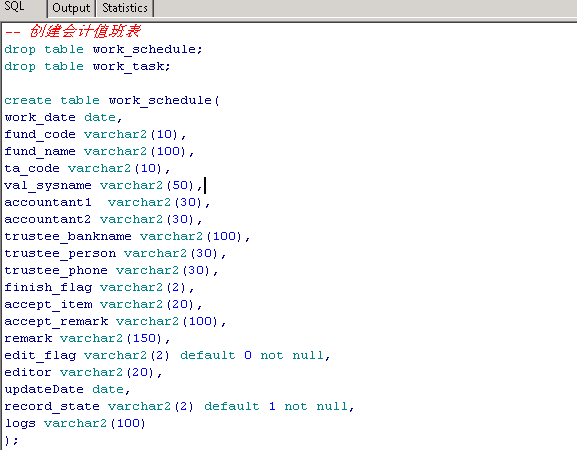 SQL Output Statistics
-- 创建会计值班表
drop table work_schedule;
drop table work_task;
create table work_schedule(
work_date date,
fund_code varchar2(10),
fund_name varchar2(100),
ta_code varchar2(10),
val_sysname varchar2(50),
accountant1  varchar2(30),
accountant2 varchar2(30),
trustee_bankname varchar2(100),
trustee_person varchar2(30),
trustee_phone varchar2(30),
finish_flag varchar2(2),
accept_item varchar2(20),
accept_remark varchar2(100),
remark varchar2(150),
edit_flag varchar2(2) default 0 not null,
editor varchar2(20),
updateDate date,
record_state varchar2(2) default 1 not null,
logs varchar2(100)
);